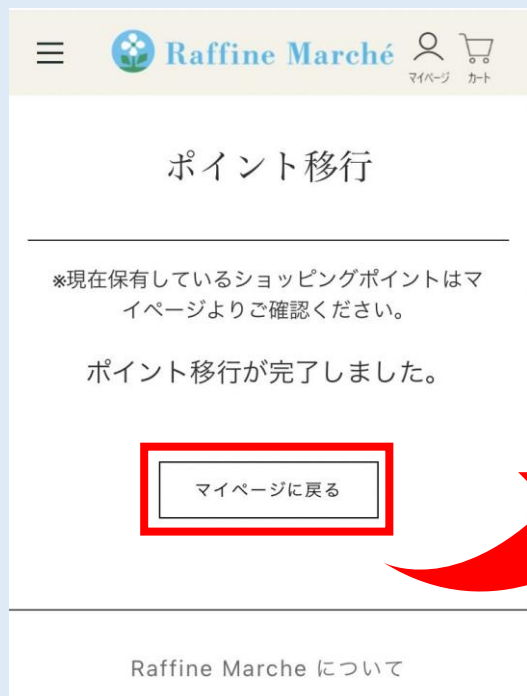 Raffine Marché
マイページ
カート
ポイント移行
※現在保有しているショッピングポイントはマ
イページよりご確認ください。
ポイント移行が完了しました。
マイページに戻る
Raffine Marche について